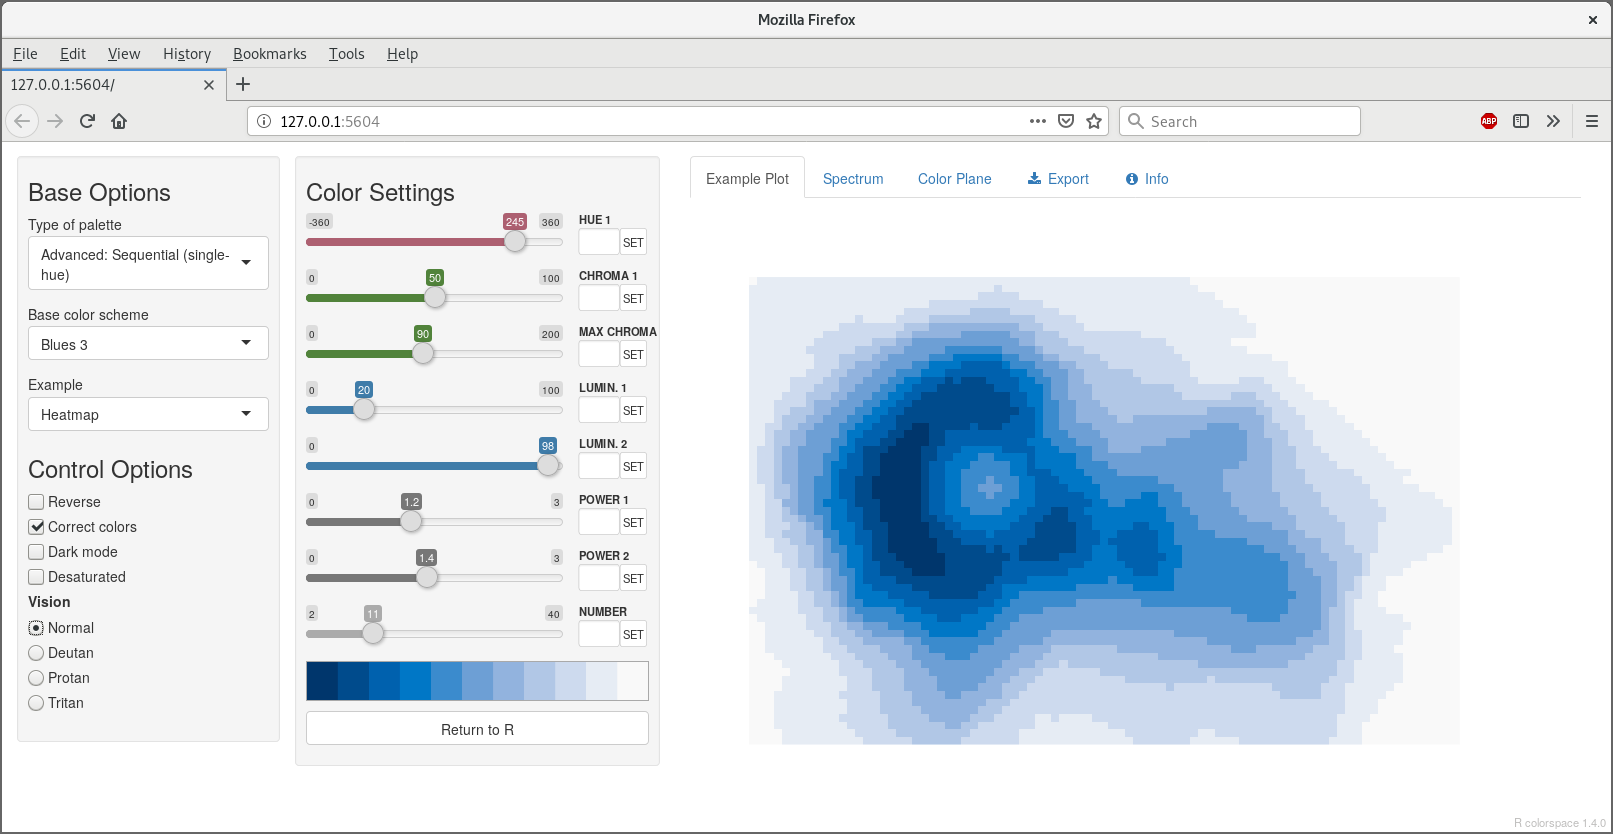 Mozilla Firefox
File Edit View History Bookmarks Tools Help
127.0.0.1:5604/
127.0.0.1:5604
Search
ABP
Base Options
Type of palette
Advanced: Sequential (single-
hue)
Base color scheme
Blues 3
Example
Heatmap
Control Options
Reverse
Correct colors
Dark mode
Desaturated
Vision
Normal
Deutan
Protan
Tritan
Color Settings
-360 245 360 HUE 1
SET
0 50 100 CHROMA 1
SET
0 90 200 MAX CHROMA
SET
0 20 100 LUMIN. 1
SET
0 98 LUMIN. 2
SET
0 1.2 3 POWER 1
SET
0 1.4 3 POWER 2
SET
2 11 40 NUMBER
SET
Return to R
Example Plot Spectrum Color Plane Export Info
R colorspace 1.4.0